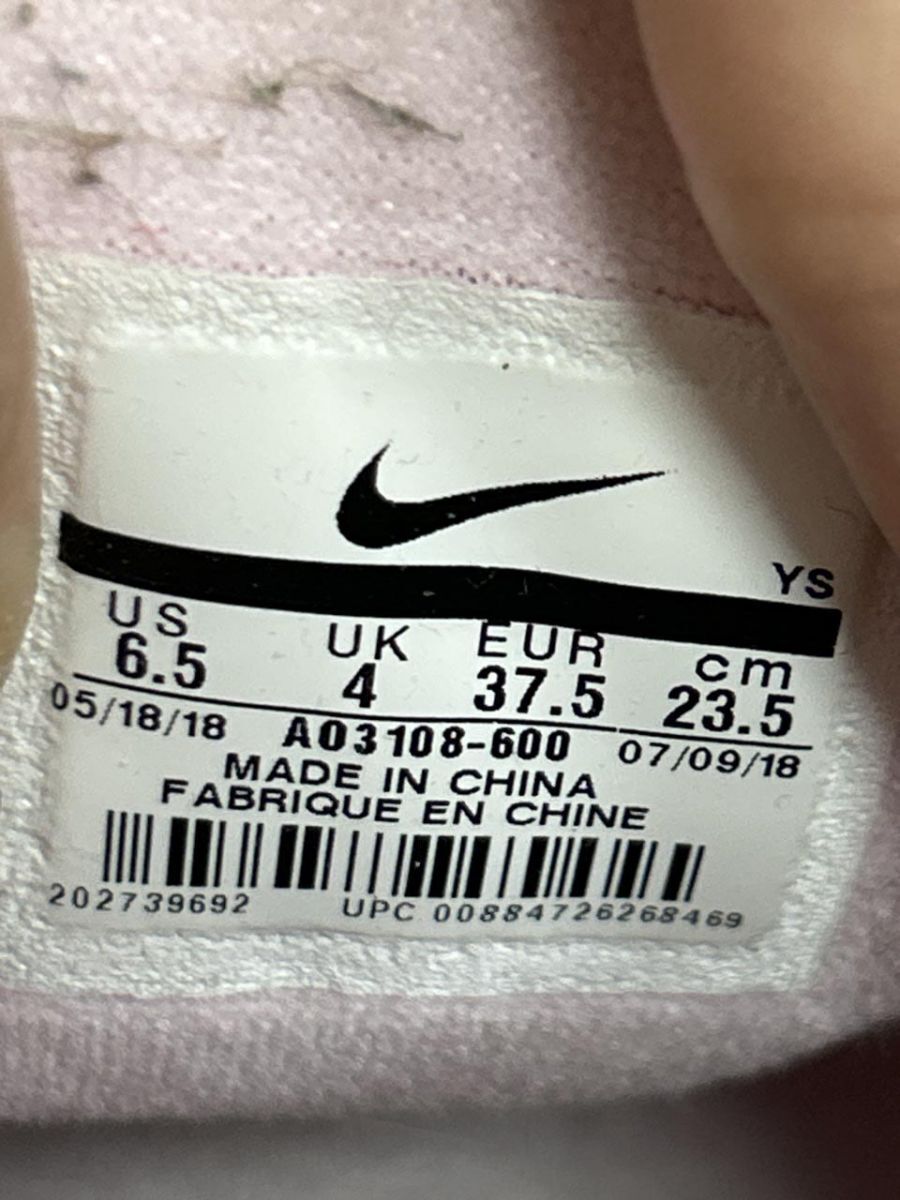 YS
US UK EUR cm
6.5 4 37.5 23.5
05/18/18 AO3108-600 07/09/18
MADE IN CHINA
FABRIQUE EN CHINE
202739692 UPC 00884726268469